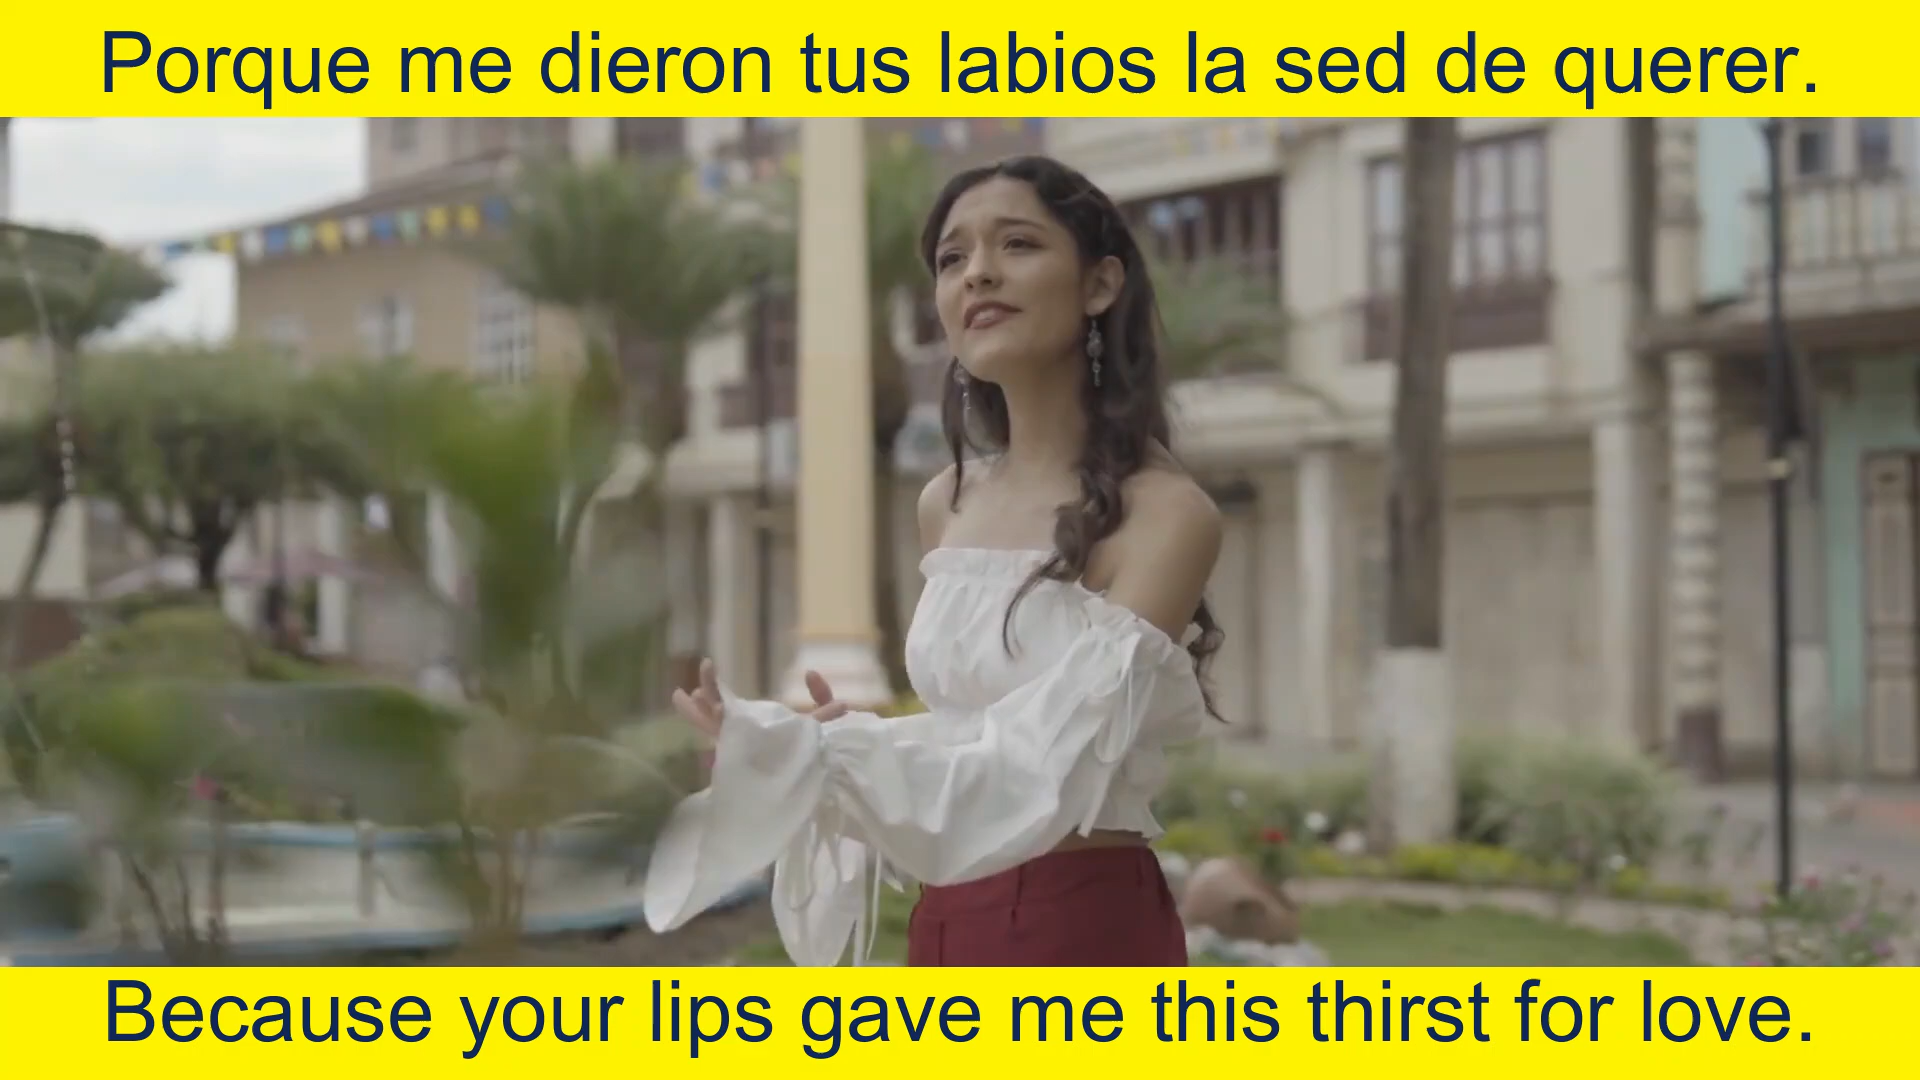 Porque me dieron tus labios la sed de querer.
Because your lips gave me this thirst for love.